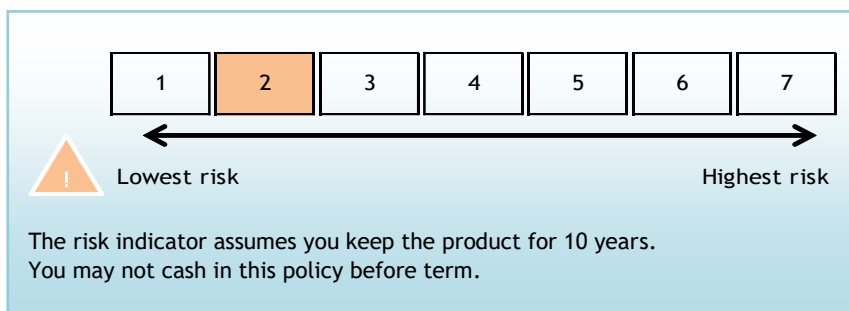 1 2 3 4 5 6 7
!
Lowest risk Highest risk
The risk indicator assumes you keep the product for 10 years.
You may not cash in this policy before term.